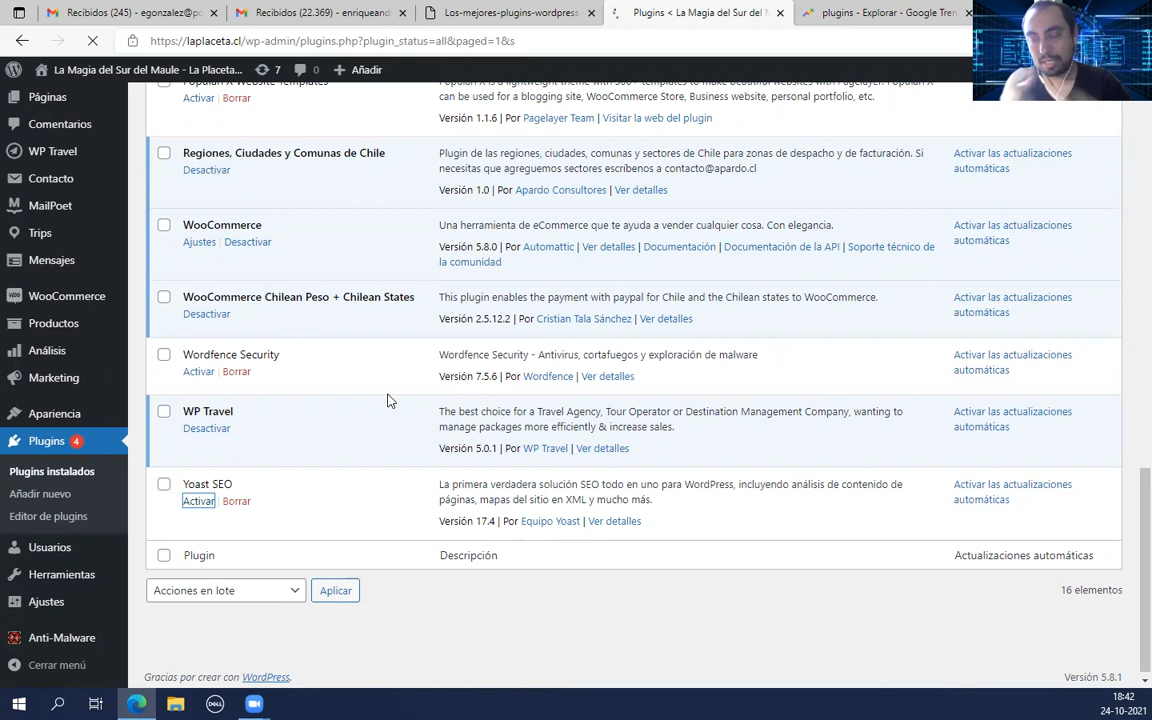 Recibidos (245) - egonzalez@p
Recibidos (22.369) - enriqueand
Los-mejores-plugins-wordpress
Plugins < La Magia del Sur del M
plugins - Explorar - Google Tren
https://laplaceta.cl/wp-admin/plugins.php?plugin_status=all&paged=1&s
La Magia del Sur del Maule - La Placeta...
7
0
Añadir
Páginas
Comentarios
WP Travel
Contacto
MailPoet
Trips
Mensajes
WooCommerce
Productos
Análisis
Marketing
Apariencia
Plugins 4
Plugins instalados
Añadir nuevo
Editor de plugins
Usuarios
Herramientas
Ajustes
Anti-Malware
Cerrar menú
Activar | Borrar
can be used for a blogging site, WooCommerce Store, Business website, personal portfolio, etc.
Versión 1.1.6 | Por Pagelayer Team | Visitar la web del plugin
Regiones, Ciudades y Comunas de Chile
Desactivar
Plugin de las regiones, ciudades, comunas y sectores de Chile para zonas de despacho y de facturación. Si
necesitas que agreguemos sectores escríbenos a contacto@apardo.cl
Versión 1.0 | Por Apardo Consultores | Ver detalles
Activar las actualizaciones
automáticas
WooCommerce
Ajustes | Desactivar
Una herramienta de eCommerce que te ayuda a vender cualquier cosa. Con elegancia.
Versión 5.8.0 | Por Automattic | Ver detalles | Documentación | Documentación de la API | Soporte técnico de
la comunidad
Activar las actualizaciones
automáticas
WooCommerce Chilean Peso + Chilean States
Desactivar
This plugin enables the payment with paypal for Chile and the Chilean states to WooCommerce.
Versión 2.5.12.2 | Por Cristian Tala Sánchez | Ver detalles
Activar las actualizaciones
automáticas
Wordfence Security
Activar | Borrar
Wordfence Security - Antivirus, cortafuegos y exploración de malware
Versión 7.5.6 | Por Wordfence | Ver detalles
Activar las actualizaciones
automáticas
WP Travel
Desactivar
The best choice for a Travel Agency, Tour Operator or Destination Management Company, wanting to
manage packages more efficiently & increase sales.
Versión 5.0.1 | Por WP Travel | Ver detalles
Activar las actualizaciones
automáticas
Yoast SEO
Activar | Borrar
La primera verdadera solución SEO todo en uno para WordPress, incluyendo análisis de contenido de
páginas, mapas del sitio en XML y mucho más.
Versión 17.4 | Por Equipo Yoast | Ver detalles
Activar las actualizaciones
automáticas
Plugin
Descripción
Actualizaciones automáticas
Acciones en lote
Aplicar
16 elementos
Gracias por crear con WordPress.
Versión 5.8.1
18:42
24-10-2021